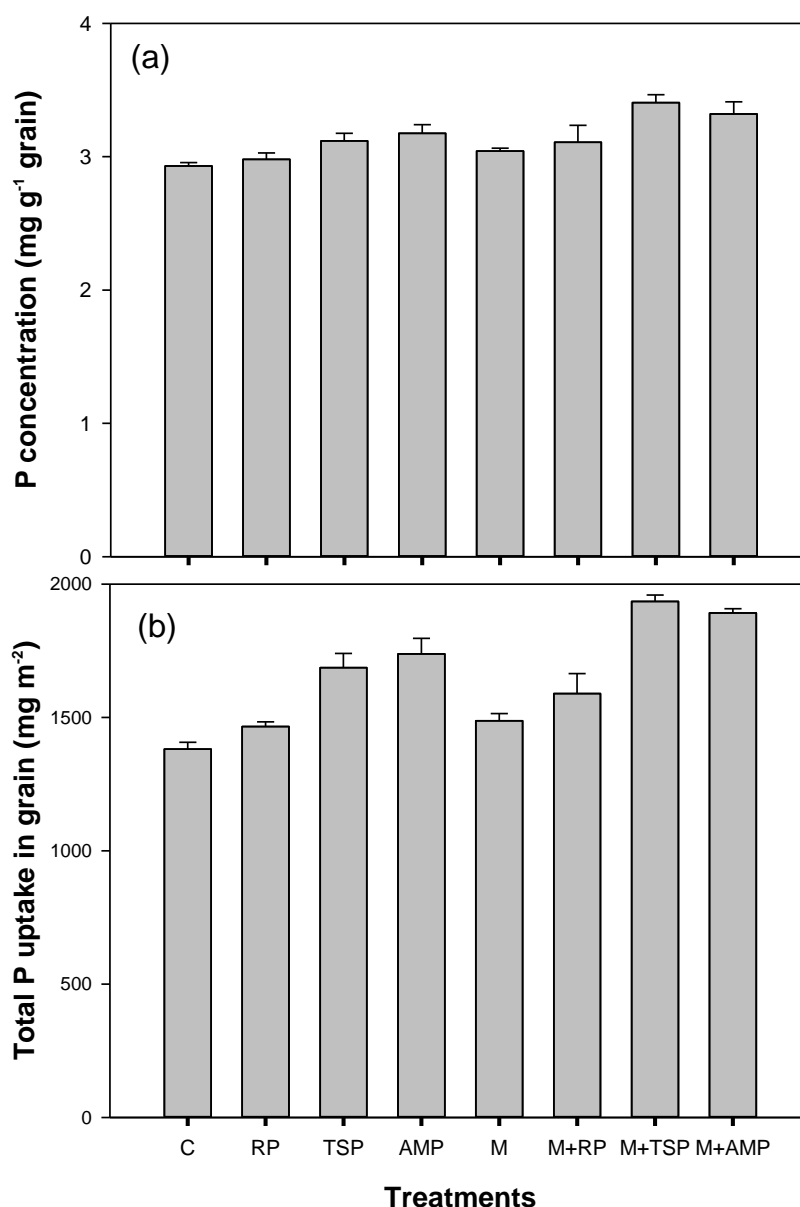 4
(a)
3
2
1
0
P concentration (mg g⁻¹ grain)
2000
(b)
1500
1000
500
0
Total P uptake in grain (mg m⁻²)
C RP TSP AMP M M+RP M+TSP M+AMP
Treatments